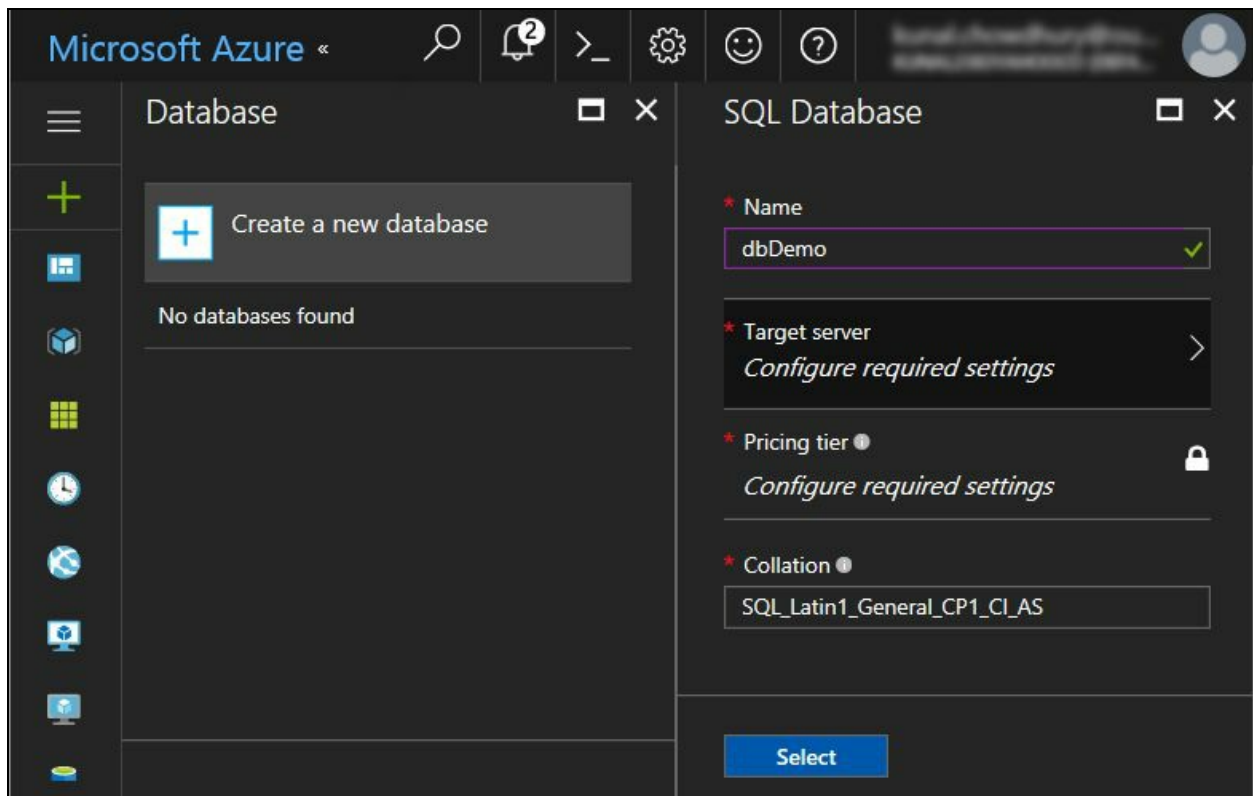 Microsoft Azure «
2
Database
Create a new database
No databases found
SQL Database
* Name
dbDemo
* Target server
Configure required settings
* Pricing tier
Configure required settings
* Collation
SQL_Latin1_General_CP1_CI_AS
Select